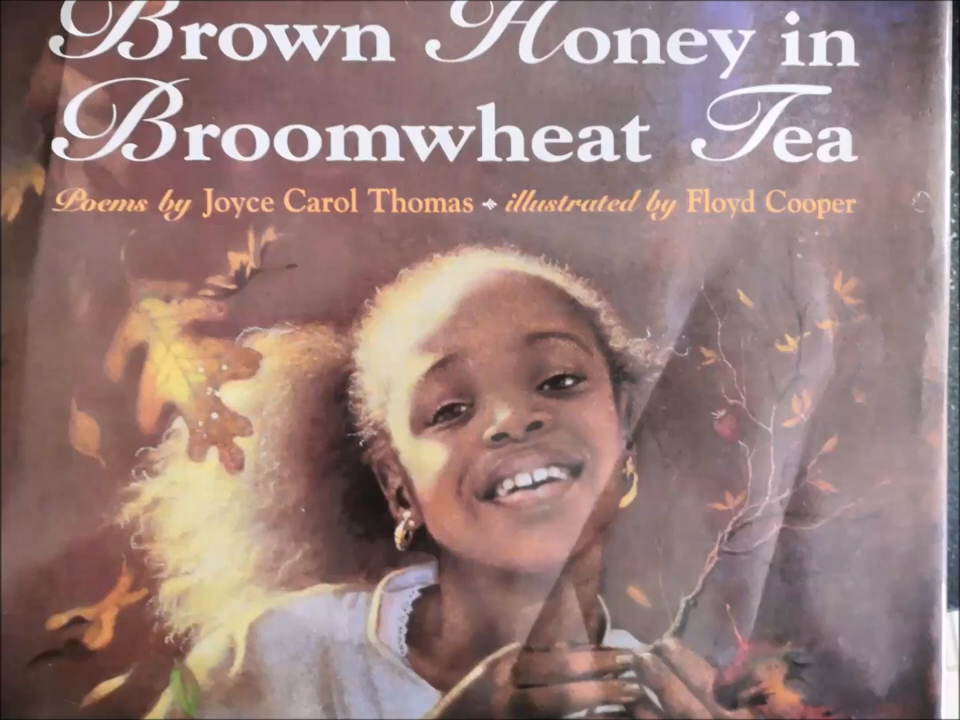 Brown Honey in
Broomwheat Tea
Poems by Joyce Carol Thomas illustrated by Floyd Cooper